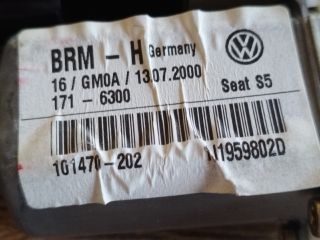 BRM - H Germany
16 / GM0A / 13.07.2000
171 - 6300 Seat S5
101470-202 1J1959802D